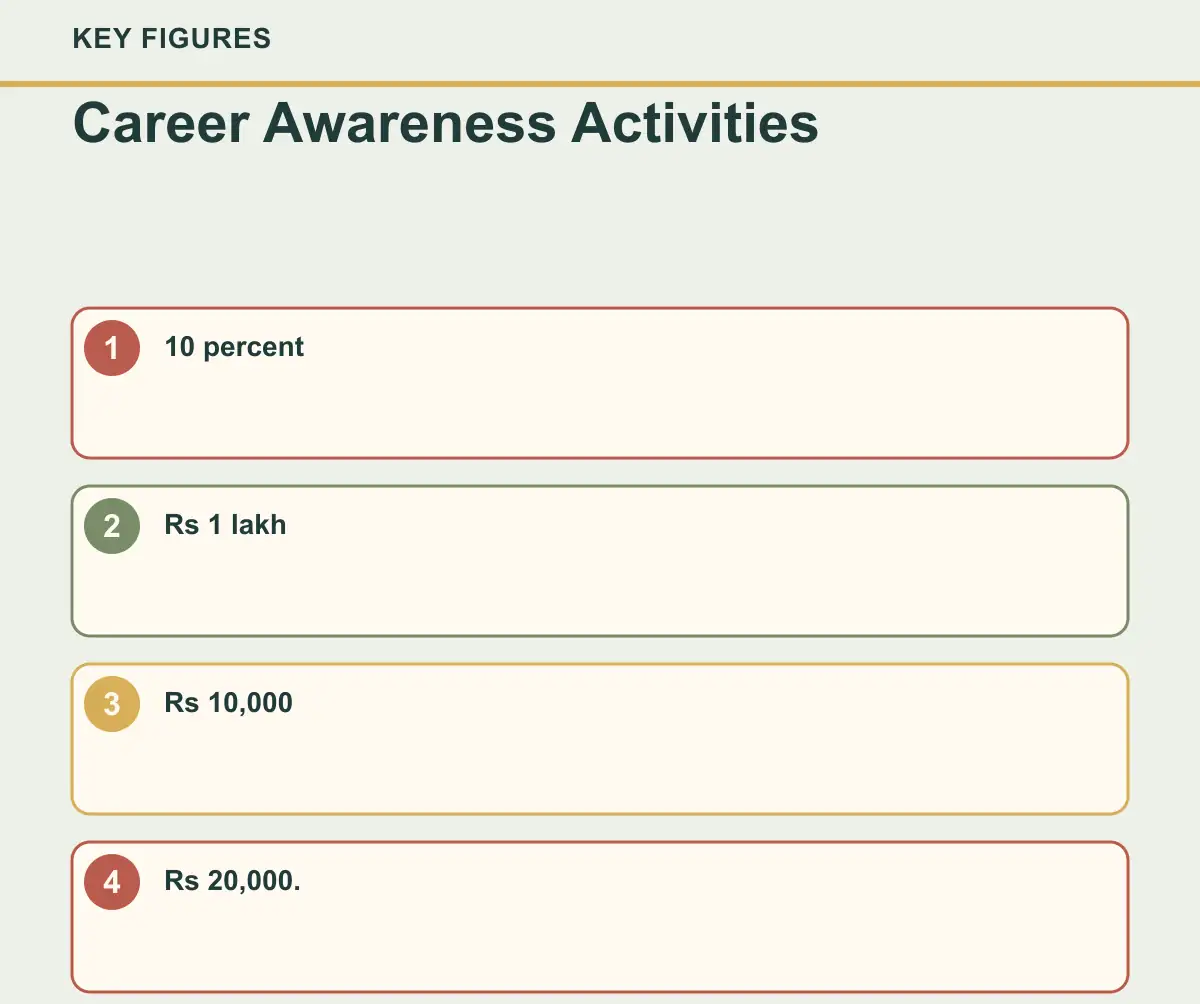 KEY FIGURES
Career Awareness Activities
1 10 percent
2 Rs 1 lakh
3 Rs 10,000
4 Rs 20,000.